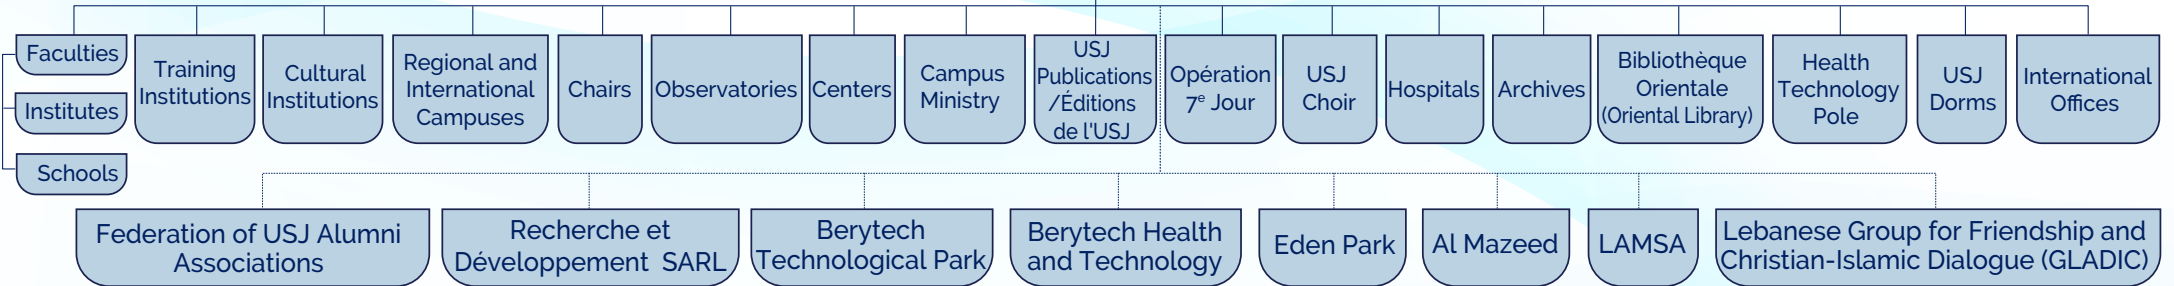 Faculties
Institutes
Schools
Training
Institutions
Cultural
Institutions
Regional and
International
Campuses
Chairs
Observatories
Centers
Campus
Ministry
USJ
Publications
/Éditions
de l'USJ
Opération
7e Jour
USJ
Choir
Hospitals
Archives
Bibliothèque
Orientale
(Oriental Library)
Health
Technology
Pole
USJ
Dorms
International
Offices
Federation of USJ Alumni
Associations
Recherche et
Développement SARL
Berytech
Technological Park
Berytech Health
and Technology
Eden Park
Al Mazeed
LAMSA
Lebanese Group for Friendship and
Christian-Islamic Dialogue (GLADIC)